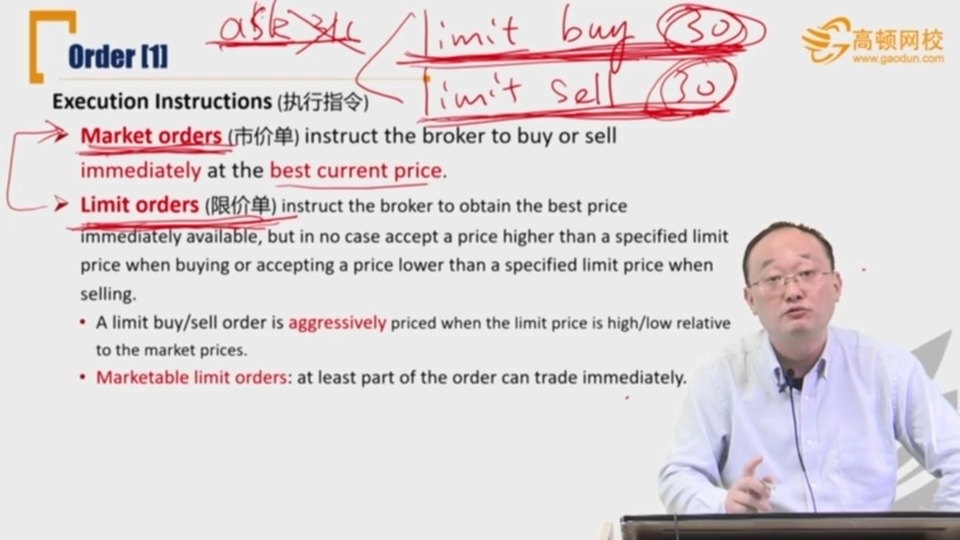 limit buy 30
limit sell 30
高顿网校
www.gaodun.com
Order [1]
Execution Instructions (执行指令)
Market orders (市价单) instruct the broker to buy or sell
immediately at the best current price.
Limit orders (限价单) instruct the broker to obtain the best price
immediately available, but in no case accept a price higher than a specified limit
price when buying or accepting a price lower than a specified limit price when
selling.
• A limit buy/sell order is aggressively priced when the limit price is high/low relative
to the market prices.
• Marketable limit orders: at least part of the order can trade immediately.